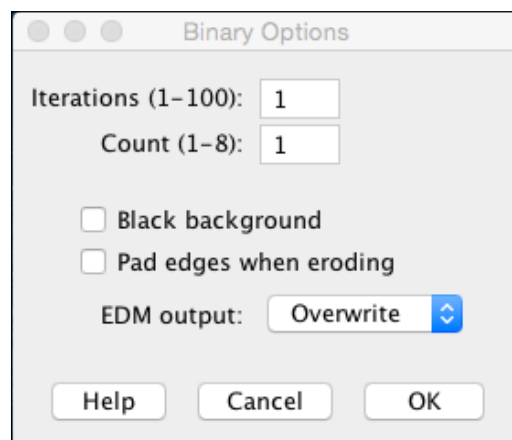 Binary Options
Iterations (1-100): 1
Count (1-8): 1
Black background
Pad edges when eroding
EDM output: Overwrite
Help Cancel OK